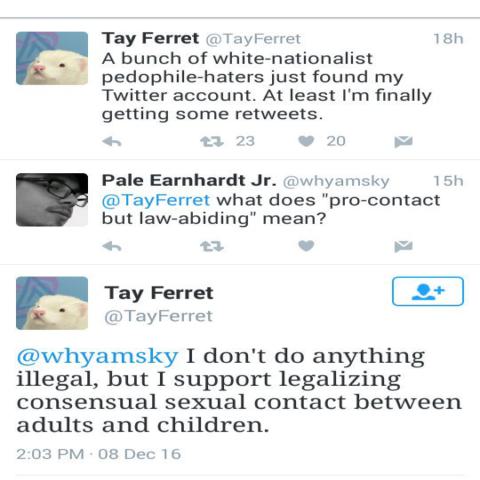 Tay Ferret @TayFerret 18h
A bunch of white-nationalist
pedophile-haters just found my
Twitter account. At least I'm finally
getting some retweets.
23 20
Pale Earnhardt Jr. @whyamsky 15h
@TayFerret what does "pro-contact
but law-abiding" mean?
Tay Ferret
@TayFerret
@whyamsky I don't do anything
illegal, but I support legalizing
consensual sexual contact between
adults and children.
2:03 PM · 08 Dec 16